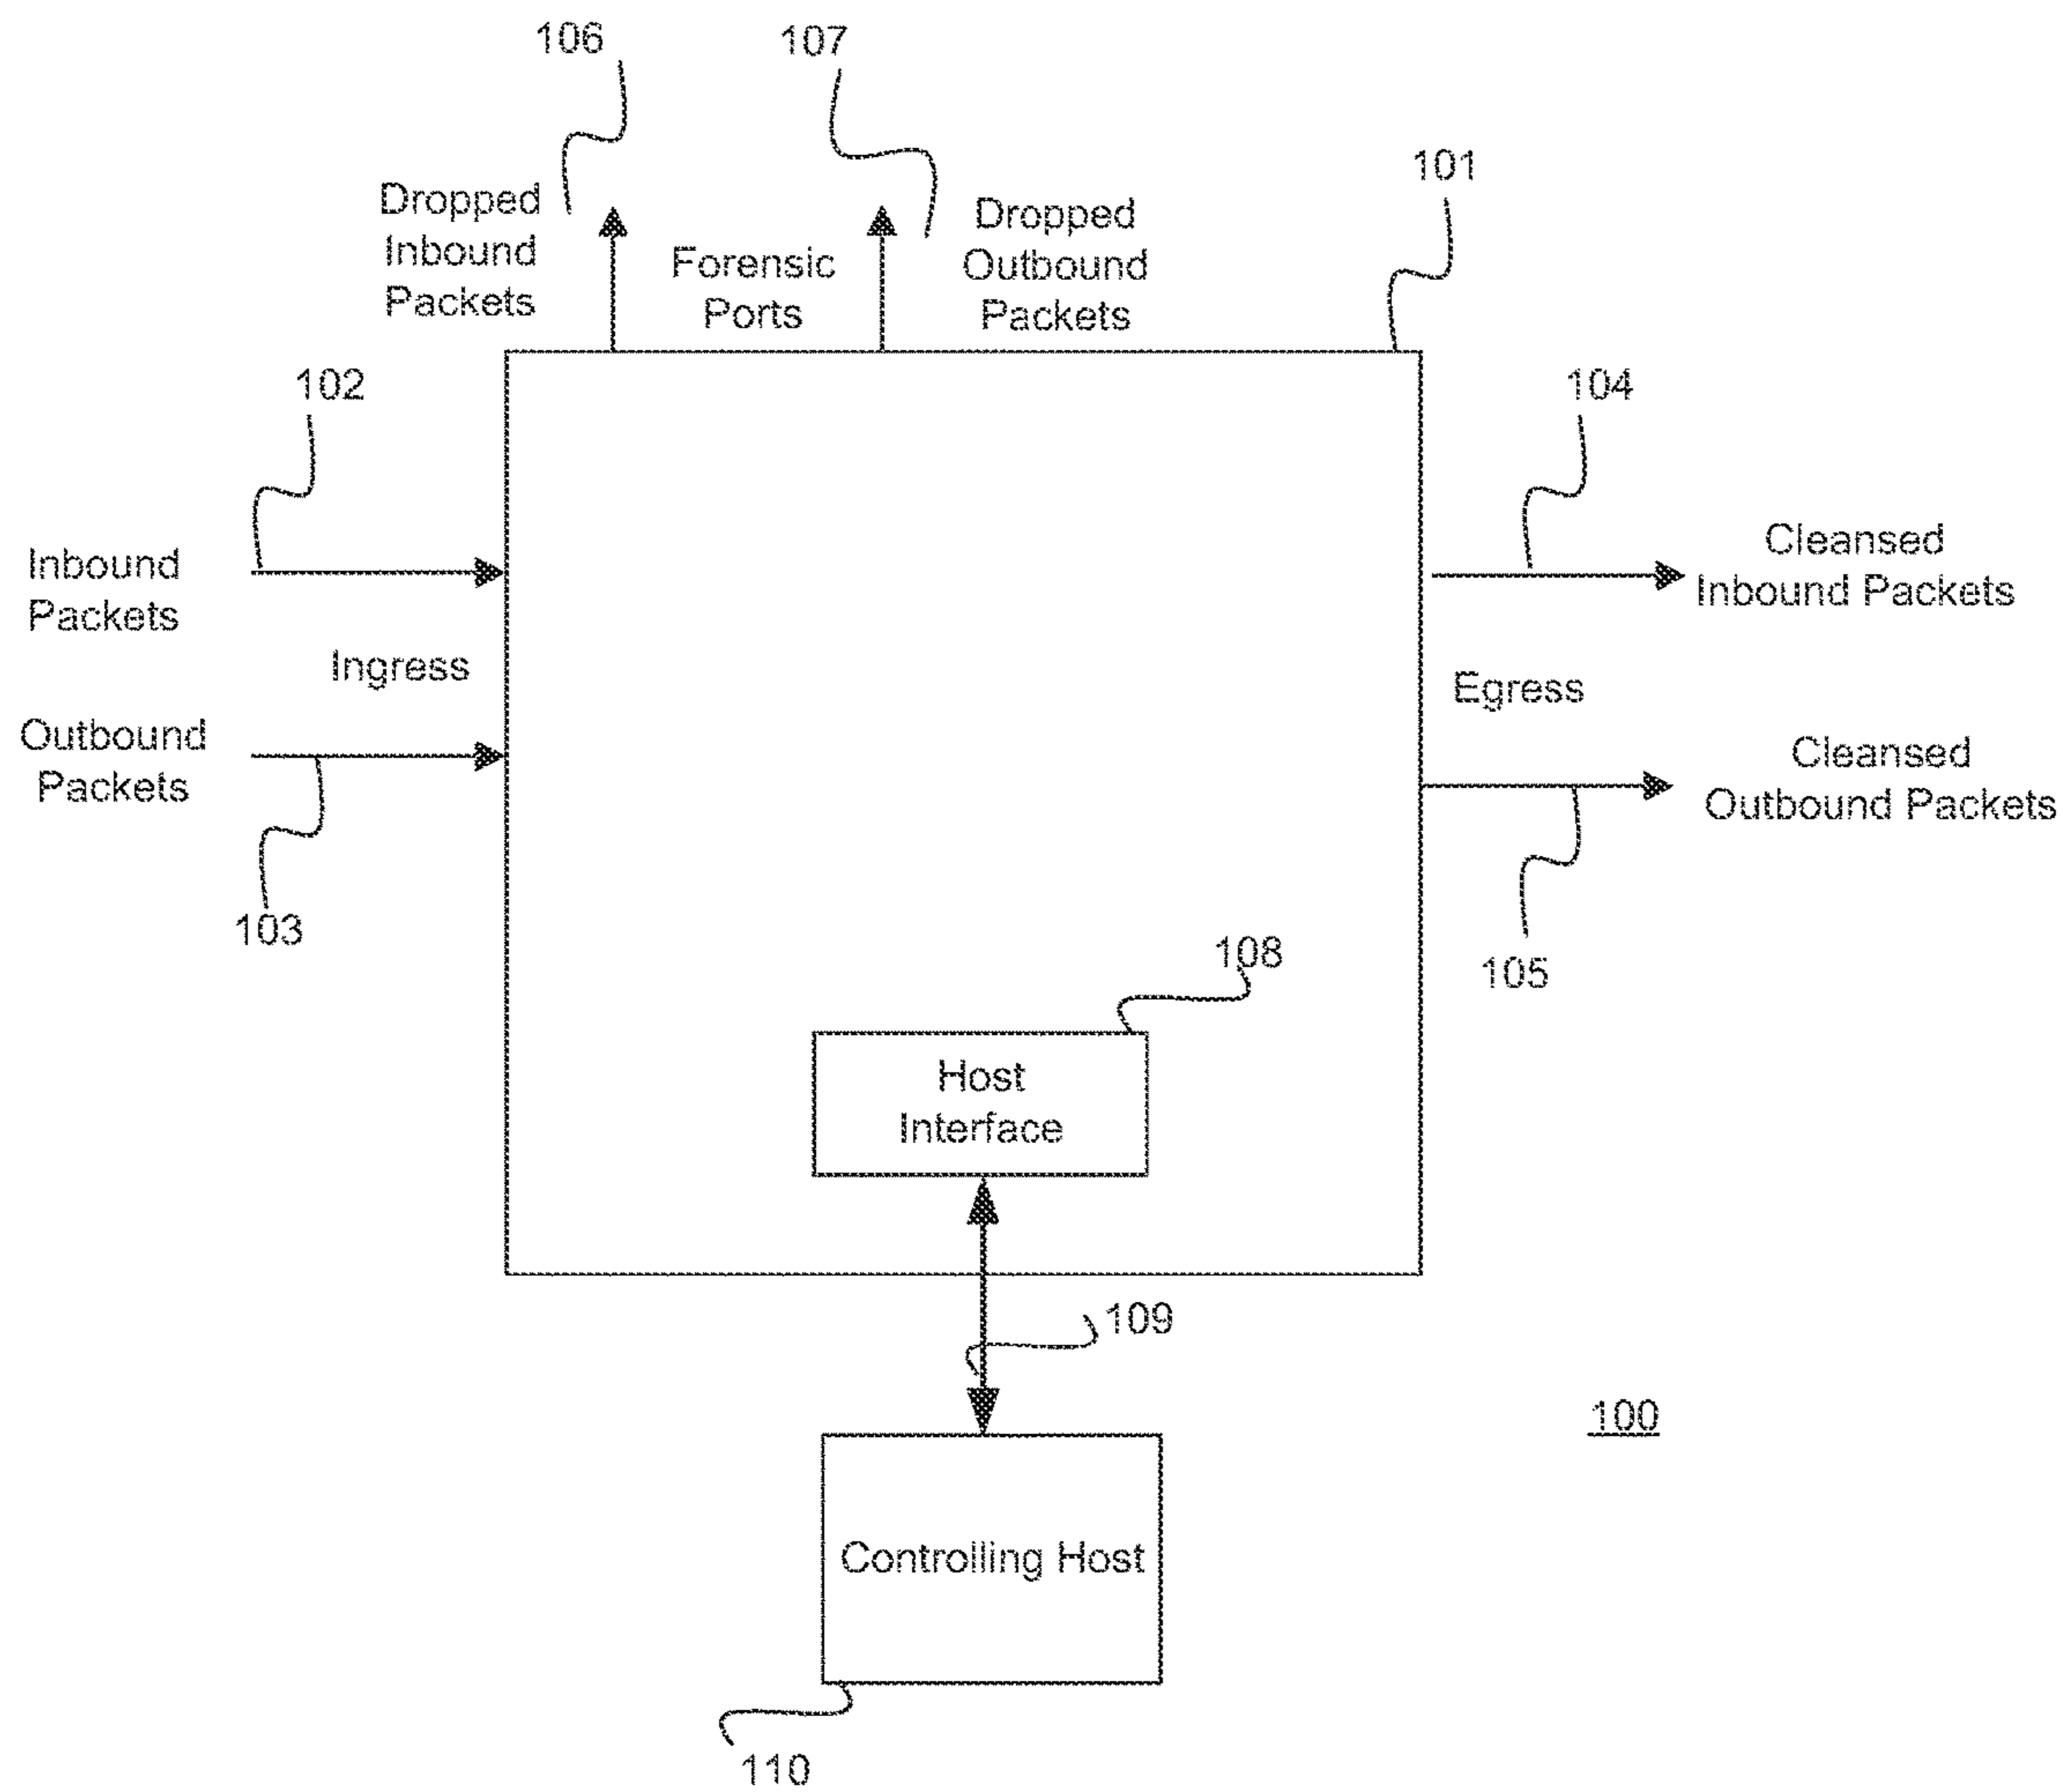 106
107
101
Dropped
Inbound
Packets
Forensic
Ports
Dropped
Outbound
Packets
102
104
Inbound
Packets
Ingress
Outbound
Packets
103
Cleansed
Inbound Packets
Egress
Cleansed
Outbound Packets
105
108
Host
Interface
109
100
Controlling Host
110